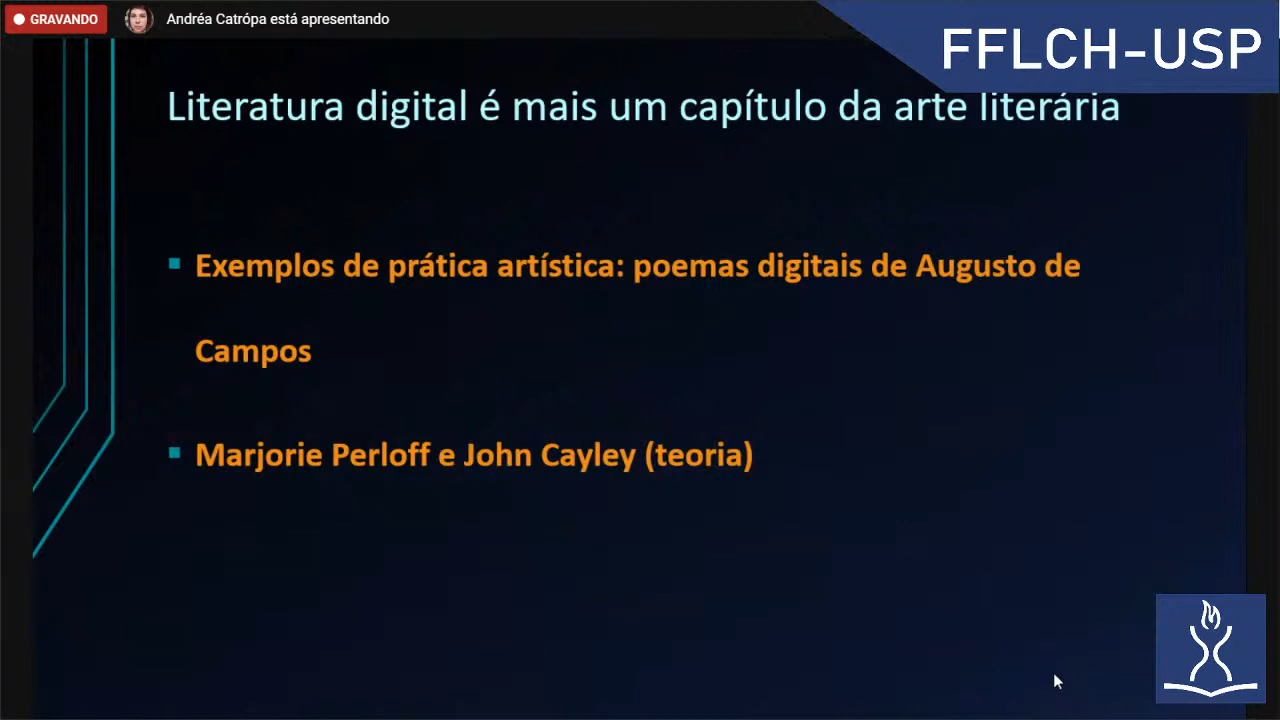 GRAVANDO
Andréa Catrópa está apresentando
FFLCH-USP
Literatura digital é mais um capítulo da arte literária
Exemplos de prática artística: poemas digitais de Augusto de
Campos
Marjorie Perloff e John Cayley (teoria)